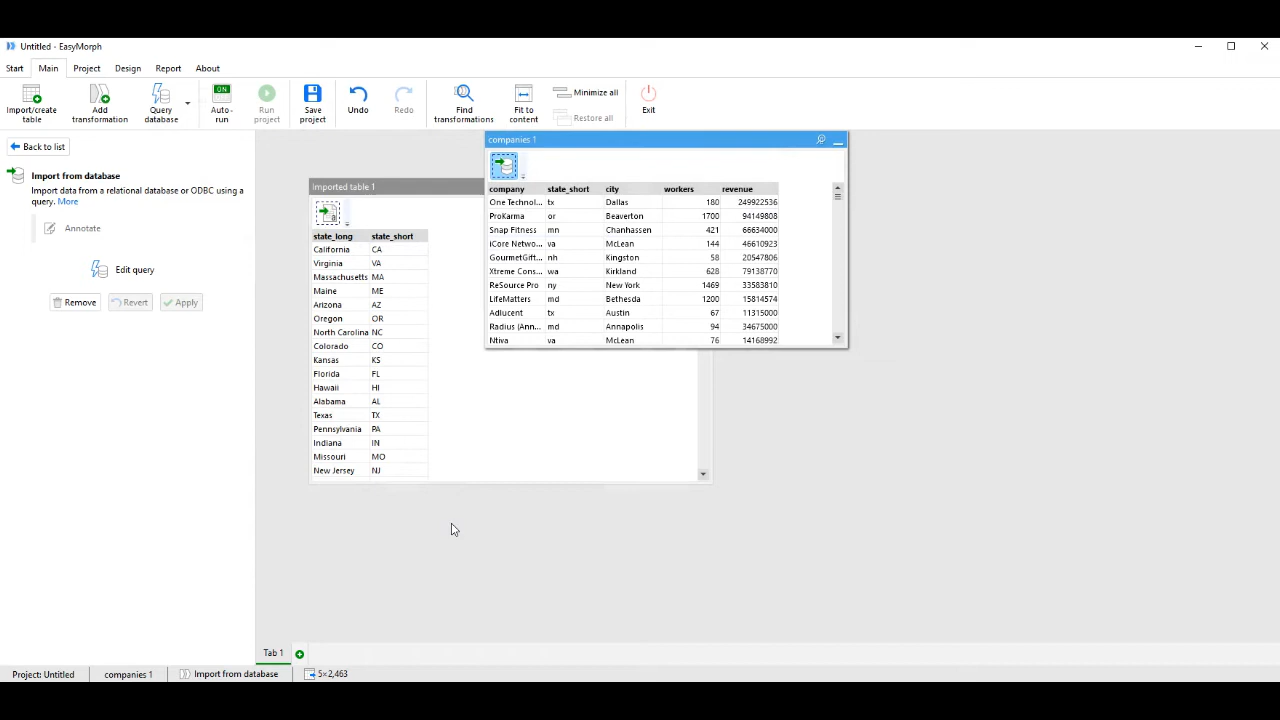 Untitled - EasyMorph
Start Main Project Design Report About
Import/create table
Add transformation
Query database
ON
Auto-run
Run project
Save project
Undo
Redo
Find transformations
Fit to content
Minimize all
Restore all
Exit
Back to list
Import from database
Import data from a relational database or ODBC using a
query. More
Annotate
Edit query
Remove Revert Apply
Imported table 1
state_long state_short
California CA
Virginia VA
Massachusetts MA
Maine ME
Arizona AZ
Oregon OR
North Carolina NC
Colorado CO
Kansas KS
Florida FL
Hawaii HI
Alabama AL
Texas TX
Pennsylvania PA
Indiana IN
Missouri MO
New Jersey NJ
companies 1
company state_short city workers revenue
One Technol... tx Dallas 180 249922536
ProKarma or Beaverton 1700 94149808
Snap Fitness mn Chanhassen 421 66634000
iCore Netwo... va McLean 144 46610923
GourmetGift... nh Kingston 58 20547806
Xtreme Cons... wa Kirkland 628 79138770
ReSource Pro ny New York 1469 33583810
LifeMatters md Bethesda 1200 15814574
Adlucent tx Austin 67 11315000
Radius (Ann... md Annapolis 94 34675000
Ntiva va McLean 76 14168992
Tab 1
Project: Untitled companies 1 Import from database 5×2,463